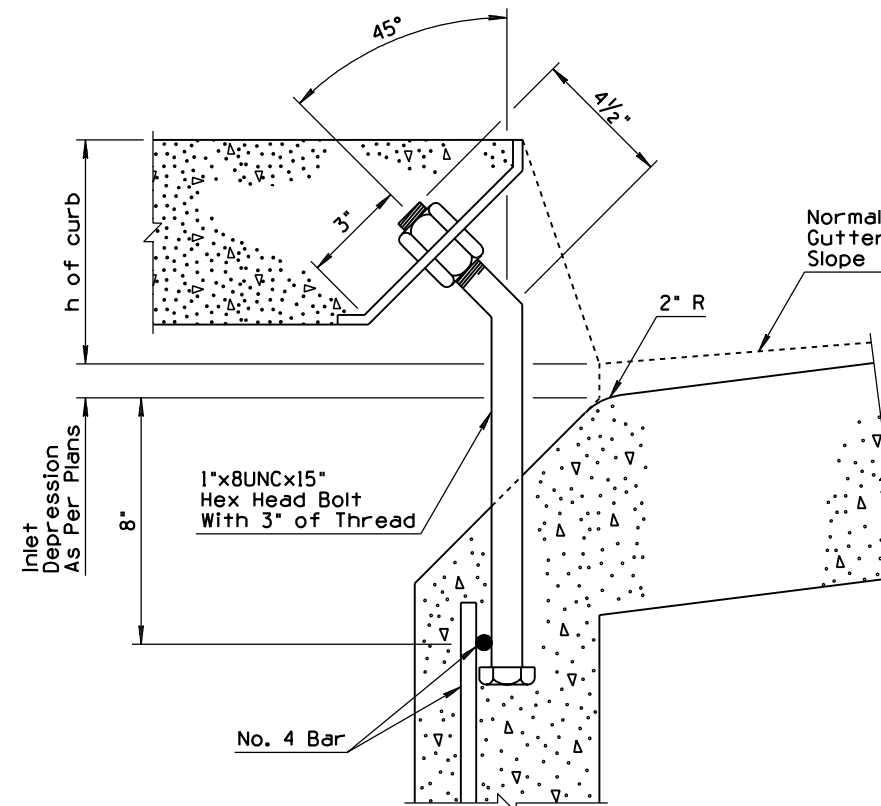 45°
4½"
3"
h of curb
Normal
Gutter
Slope
2" R
Inlet
Depression
As Per Plans
8"
1"x8UNCx15"
Hex Head Bolt
With 3" of Thread
No. 4 Bar